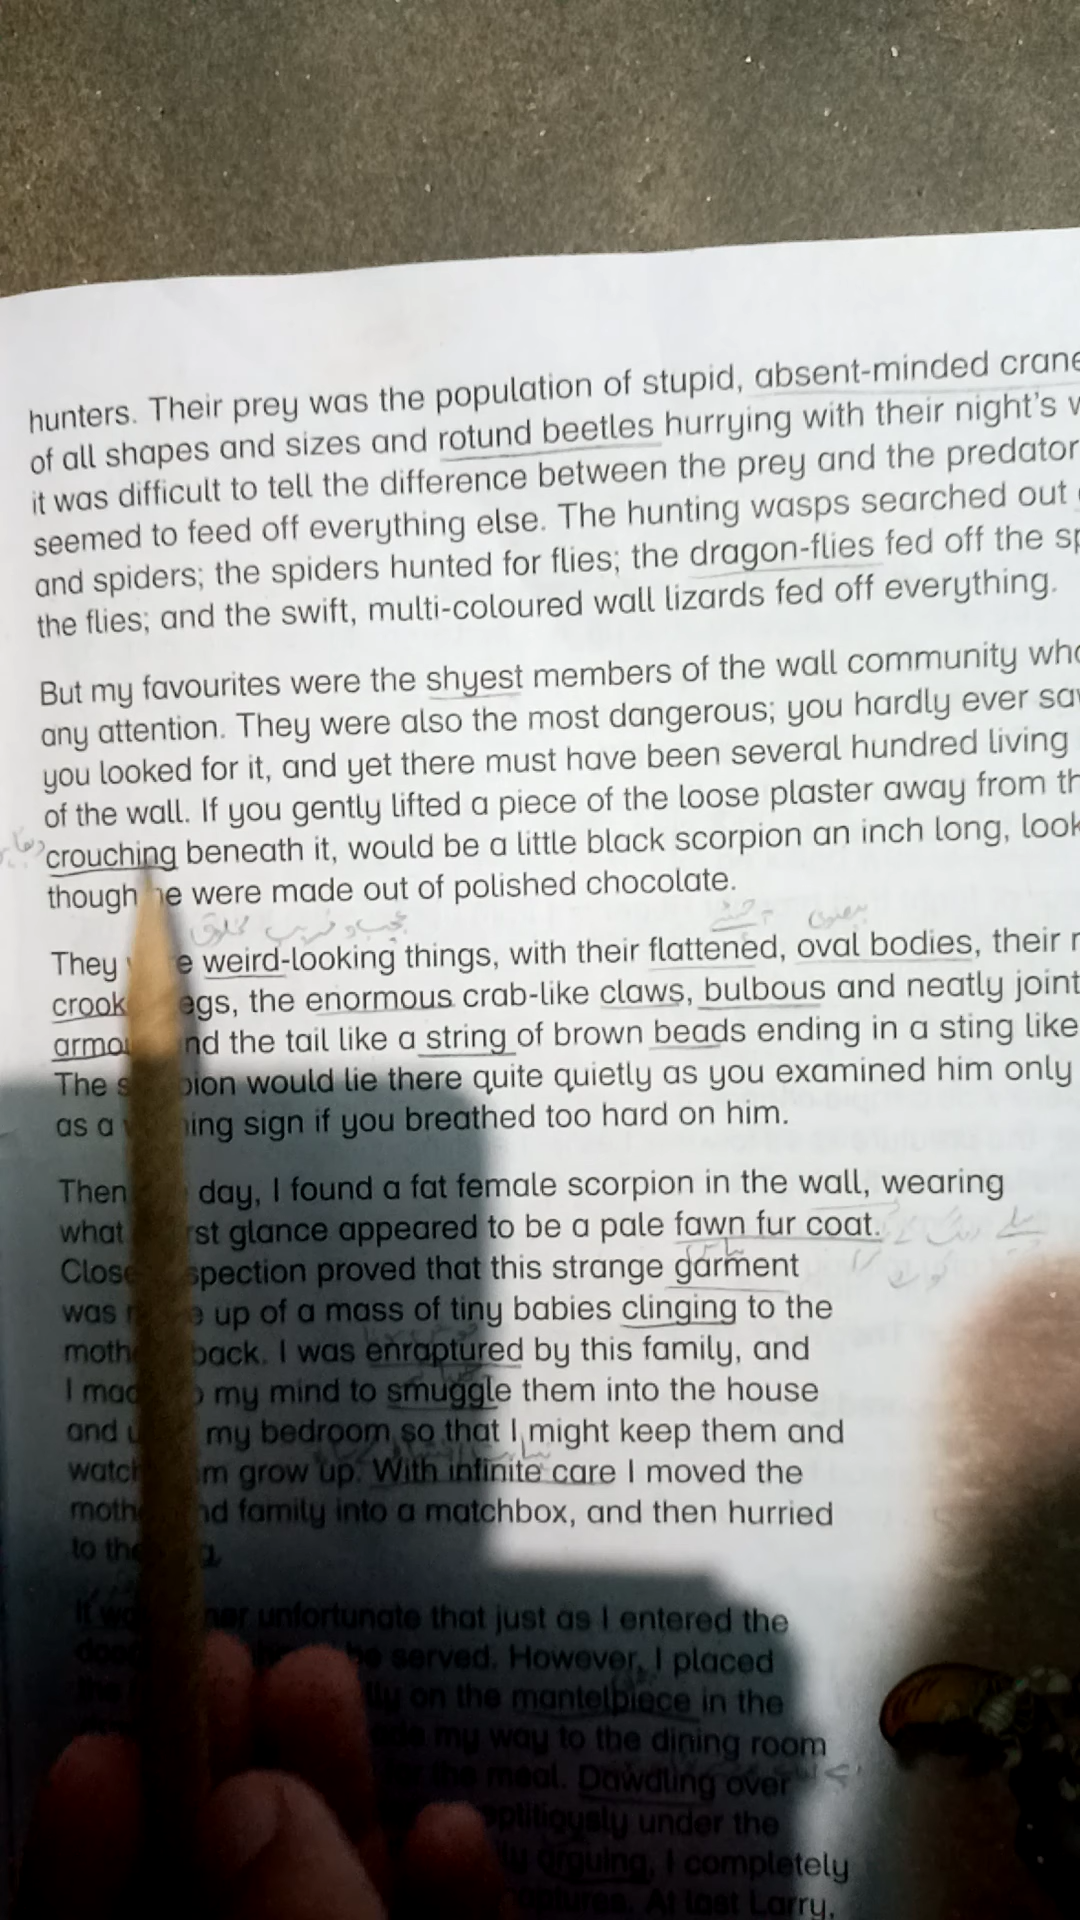 hunters. Their prey was the population of stupid, absent-minded crane
of all shapes and sizes and rotund beetles hurrying with their night's
it was difficult to tell the difference between the prey and the predator
seemed to feed off everything else. The hunting wasps searched out
and spiders; the spiders hunted for flies; the dragon-flies fed off the sp
the flies; and the swift, multi-coloured wall lizards fed off everything.
But my favourites were the shyest members of the wall community who
any attention. They were also the most dangerous; you hardly ever sa
you looked for it, and yet there must have been several hundred living
of the wall. If you gently lifted a piece of the loose plaster away from th
crouching beneath it, would be a little black scorpion an inch long, look
though he were made out of polished chocolate.
عجیب و غریب مخلوق
They e weird-looking things, with their flattened, oval bodies, their
crook egs, the enormous crab-like claws, bulbous and neatly joint
armou nd the tail like a string of brown beads ending in a sting like
The s pion would lie there quite quietly as you examined him only
as a ing sign if you breathed too hard on him.
Then day, I found a fat female scorpion in the wall, wearing
what rst glance appeared to be a pale fawn fur coat.
Close spection proved that this strange garment
was e up of a mass of tiny babies clinging to the
moth back. I was enraptured by this family, and
I mad my mind to smuggle them into the house
and u my bedroom so that I might keep them and
watch m grow up. With infinite care I moved the
moth nd family into a matchbox, and then hurried
to the
It unfortunate that just as I entered the
be served. However, I placed
on the mantelpiece in the
my way to the dining room
the meal. Dawdling over
under the
arguing, I completely
At last Larry,